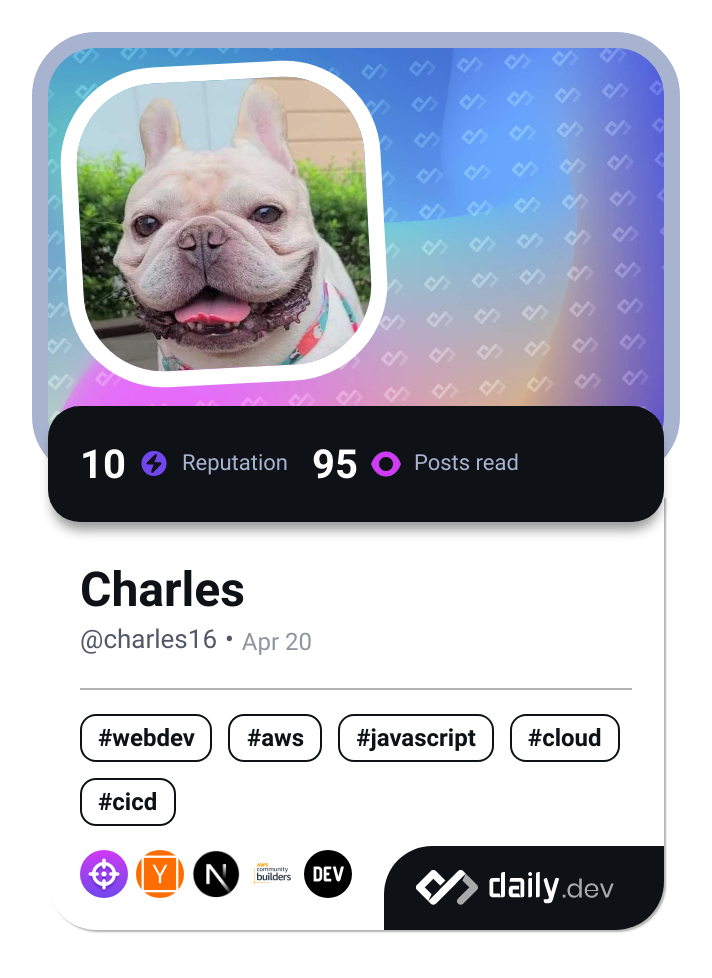 10 Reputation 95 Posts read
Charles
@charles16 • Apr 20
#webdev #aws #javascript #cloud
#cicd
Y N aws community builders DEV
daily.dev